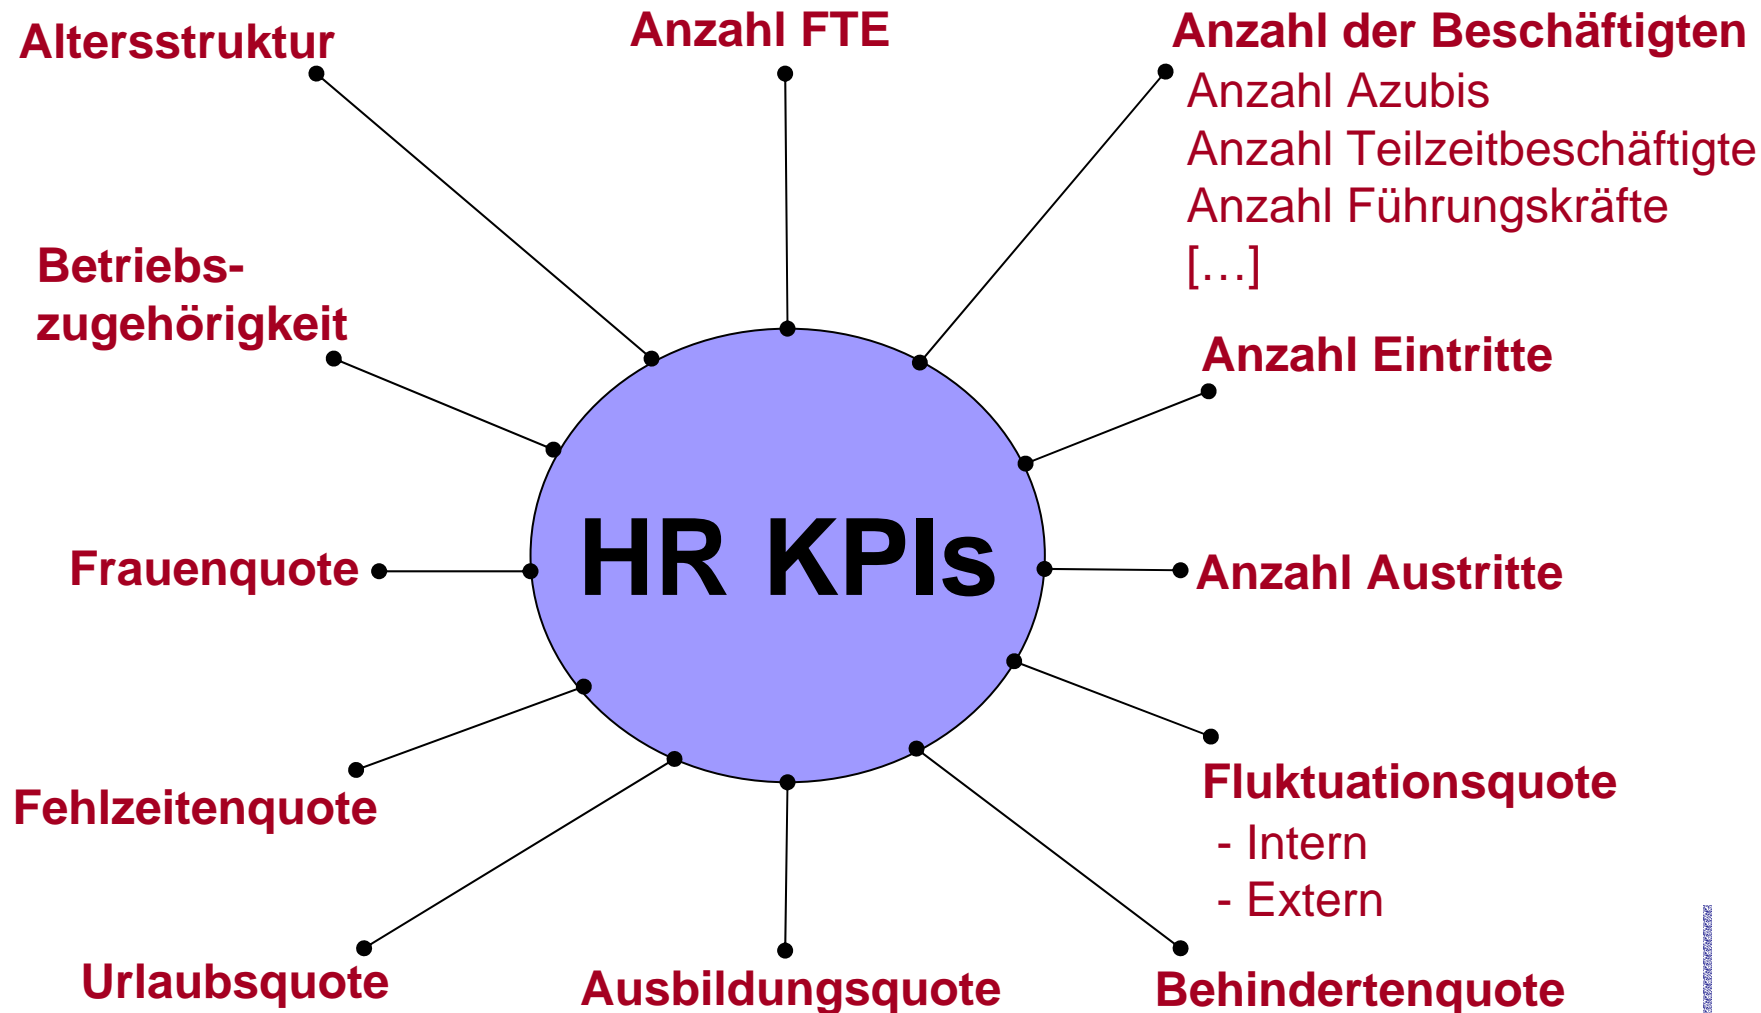 Altersstruktur
Anzahl FTE
Anzahl der Beschäftigten
Anzahl Azubis
Anzahl Teilzeitbeschäftigte
Anzahl Führungskräfte
[…]
Betriebs-
zugehörigkeit
Anzahl Eintritte
HR KPIs
Frauenquote
Anzahl Austritte
Fehlzeitenquote
Fluktuationsquote
- Intern
- Extern
Urlaubsquote
Ausbildungsquote
Behindertenquote